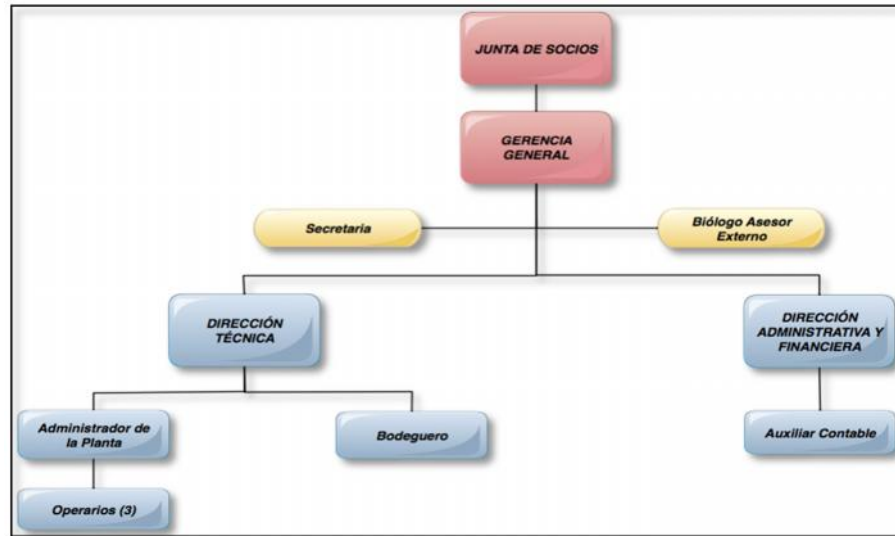 JUNTA DE SOCIOS
GERENCIA
GENERAL
Secretaria
Biólogo Asesor
Externo
DIRECCIÓN
TÉCNICA
DIRECCIÓN
ADMINISTRATIVA Y
FINANCIERA
Administrador de
la Planta
Bodeguero
Auxiliar Contable
Operarios (3)